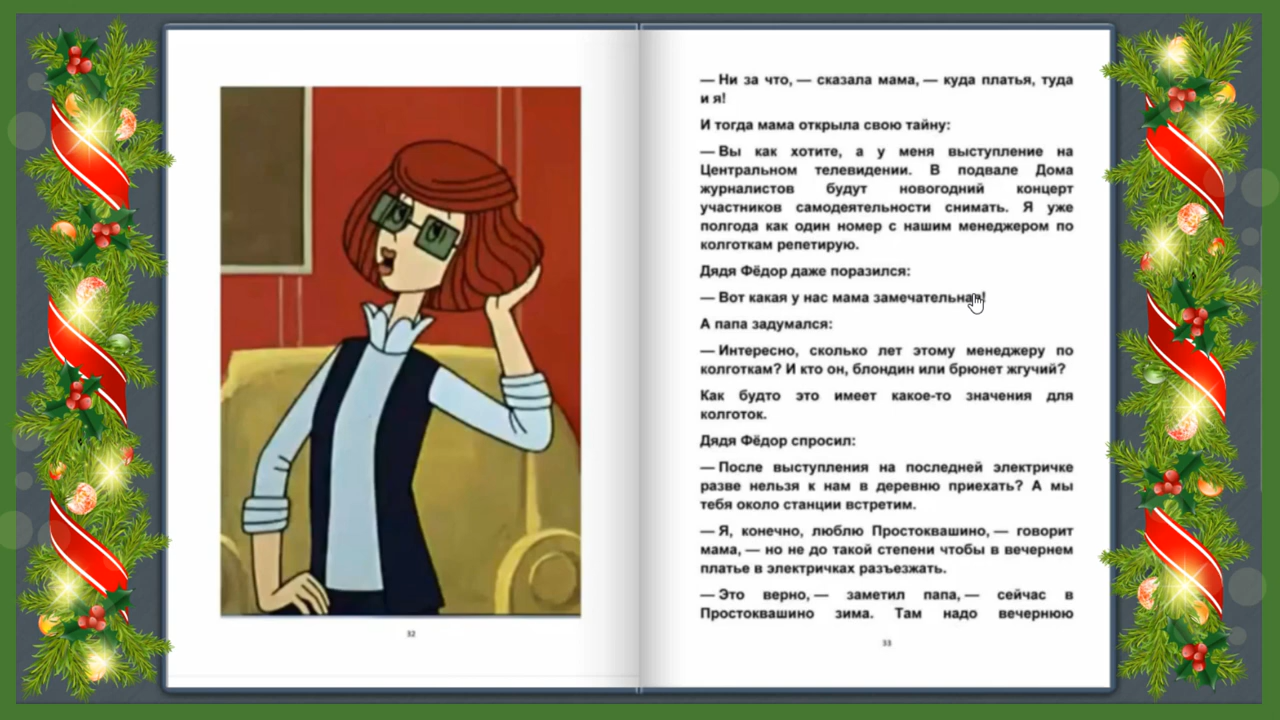 — Ни за что, — сказала мама, — куда платья, туда
и я!
И тогда мама открыла свою тайну:
— Вы как хотите, а у меня выступление на
Центральном телевидении. В подвале Дома
журналистов будут новогодний концерт
участников самодеятельности снимать. Я уже
полгода как один номер с нашим менеджером по
колготкам репетирую.
Дядя Фёдор даже поразился:
— Вот какая у нас мама замечательная!
А папа задумался:
— Интересно, сколько лет этому менеджеру по
колготкам? И кто он, блондин или брюнет жгучий?
Как будто это имеет какое-то значения для
колготок.
Дядя Фёдор спросил:
— После выступления на последней электричке
разве нельзя к нам в деревню приехать? А мы
тебя около станции встретим.
— Я, конечно, люблю Простоквашино, — говорит
мама, — но не до такой степени чтобы в вечернем
платье в электричках разъезжать.
— Это верно, — заметил папа, — сейчас в
Простоквашино зима. Там надо вечернюю
32
33